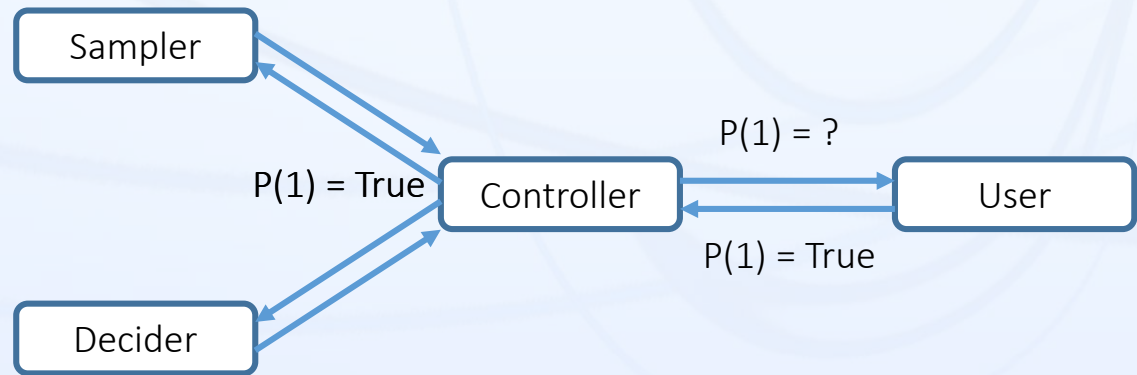 Sampler
P(1) = ?
P(1) = True
Controller
User
P(1) = True
Decider